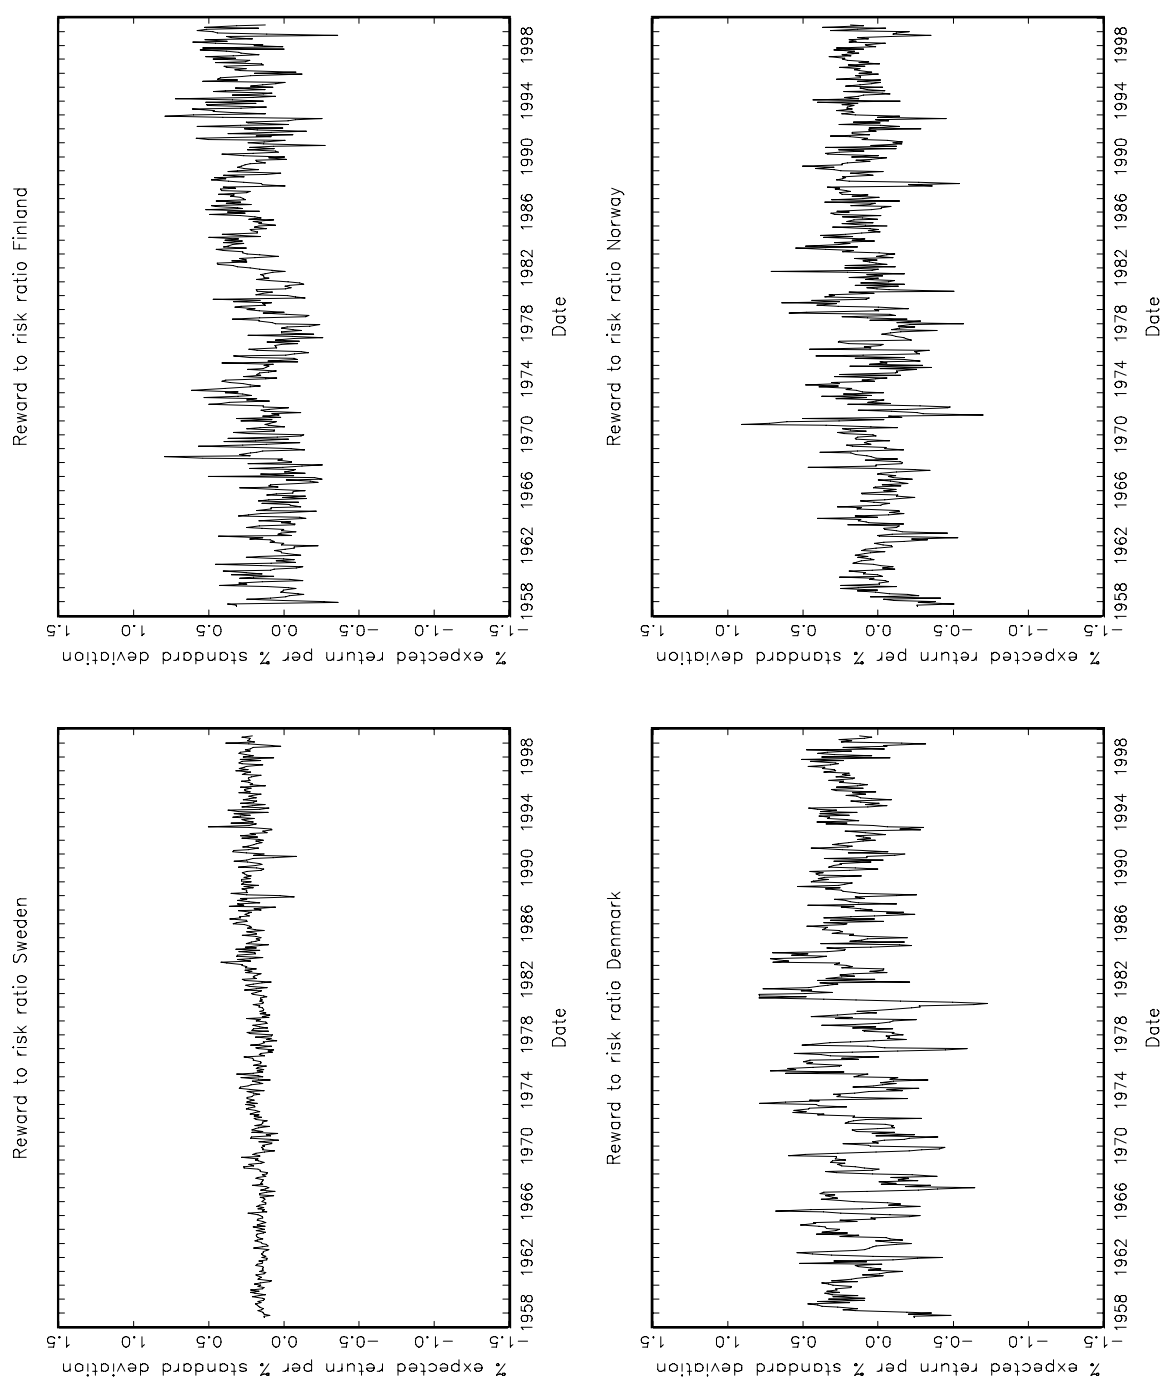 Reward to risk ratio Sweden
% expected return per % standard deviation
1.5
1.0
0.5
0.0
-0.5
-1.0
-1.5
1958 1962 1966 1970 1974 1978 1982 1986 1990 1994 1998
Date
Reward to risk ratio Finland
% expected return per % standard deviation
1.5
1.0
0.5
0.0
-0.5
-1.0
-1.5
1958 1962 1966 1970 1974 1978 1982 1986 1990 1994 1998
Date
Reward to risk ratio Denmark
% expected return per % standard deviation
1.5
1.0
0.5
0.0
-0.5
-1.0
-1.5
1958 1962 1966 1970 1974 1978 1982 1986 1990 1994 1998
Date
Reward to risk ratio Norway
% expected return per % standard deviation
1.5
1.0
0.5
0.0
-0.5
-1.0
-1.5
1958 1962 1966 1970 1974 1978 1982 1986 1990 1994 1998
Date